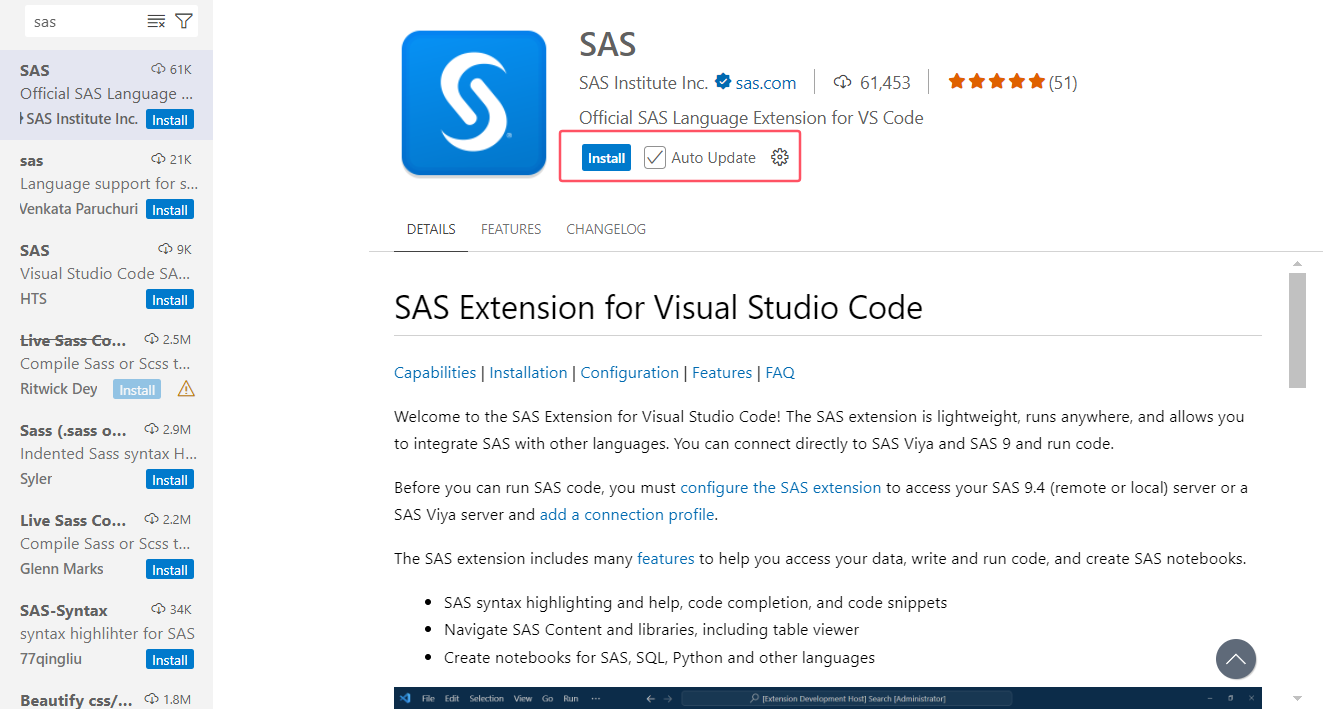 sas
SAS
61K
Official SAS Language ...
SAS Institute Inc.
Install
sas
21K
Language support for s...
Venkata Paruchuri
Install
SAS
9K
Visual Studio Code SA...
HTS
Install
Live Sass Co...
2.5M
Compile Sass or Scss t...
Ritwick Dey
Install
Sass (.sass o...
2.9M
Indented Sass syntax H...
Syler
Install
Live Sass Co...
2.2M
Compile Sass or Scss t...
Glenn Marks
Install
SAS-Syntax
34K
syntax highlihter for SAS
77qingliu
Install
Beautify css/...
1.8M
SAS
SAS Institute Inc. sas.com 61,453 (51)
Official SAS Language Extension for VS Code
Install Auto Update
DETAILS FEATURES CHANGELOG
SAS Extension for Visual Studio Code
Capabilities | Installation | Configuration | Features | FAQ
Welcome to the SAS Extension for Visual Studio Code! The SAS extension is lightweight, runs anywhere, and allows you
to integrate SAS with other languages. You can connect directly to SAS Viya and SAS 9 and run code.
Before you can run SAS code, you must configure the SAS extension to access your SAS 9.4 (remote or local) server or a
SAS Viya server and add a connection profile.
The SAS extension includes many features to help you access your data, write and run code, and create SAS notebooks.
• SAS syntax highlighting and help, code completion, and code snippets
• Navigate SAS Content and libraries, including table viewer
• Create notebooks for SAS, SQL, Python and other languages
File Edit Selection View Go Run ··· [Extension Development Host] Search [Administrator]